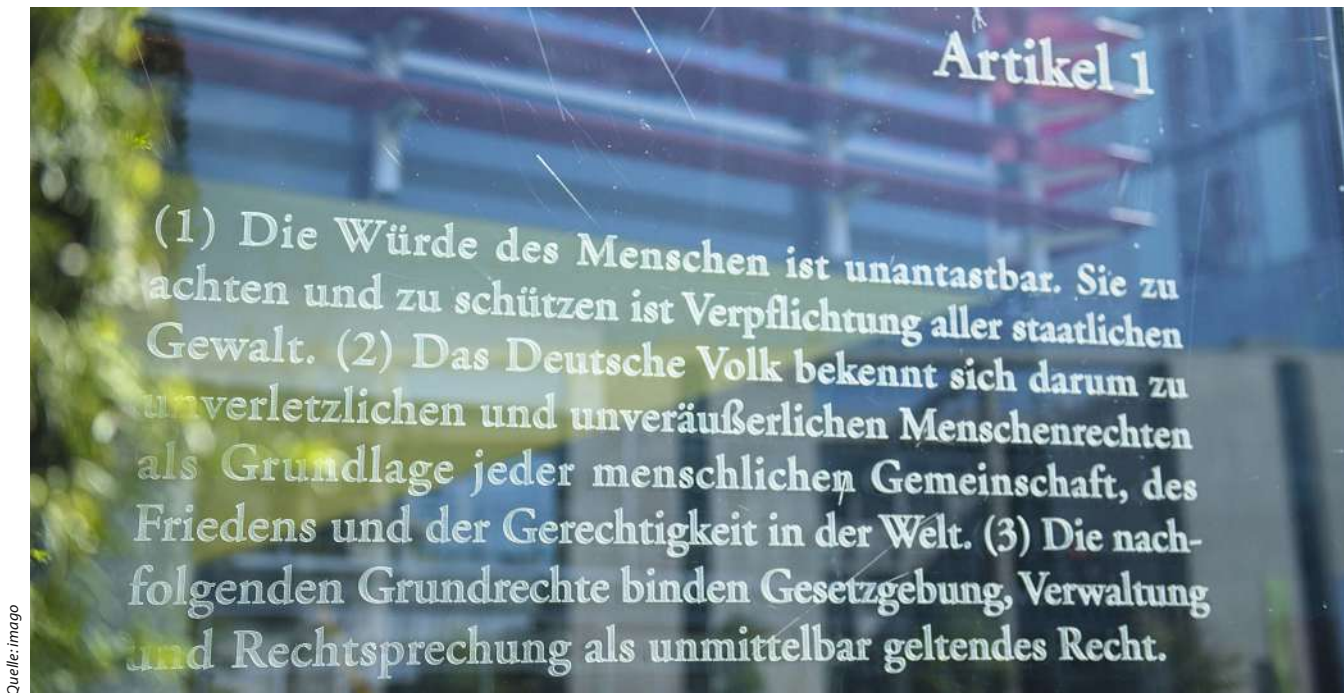 Artikel 1
(1) Die Würde des Menschen ist unantastbar. Sie zu
achten und zu schützen ist Verpflichtung aller staatlichen
Gewalt. (2) Das Deutsche Volk bekennt sich darum zu
unverletzlichen und unveräußerlichen Menschenrechten
als Grundlage jeder menschlichen Gemeinschaft, des
Friedens und der Gerechtigkeit in der Welt. (3) Die nach-
folgenden Grundrechte binden Gesetzgebung, Verwaltung
und Rechtsprechung als unmittelbar geltendes Recht.
Quelle:imago